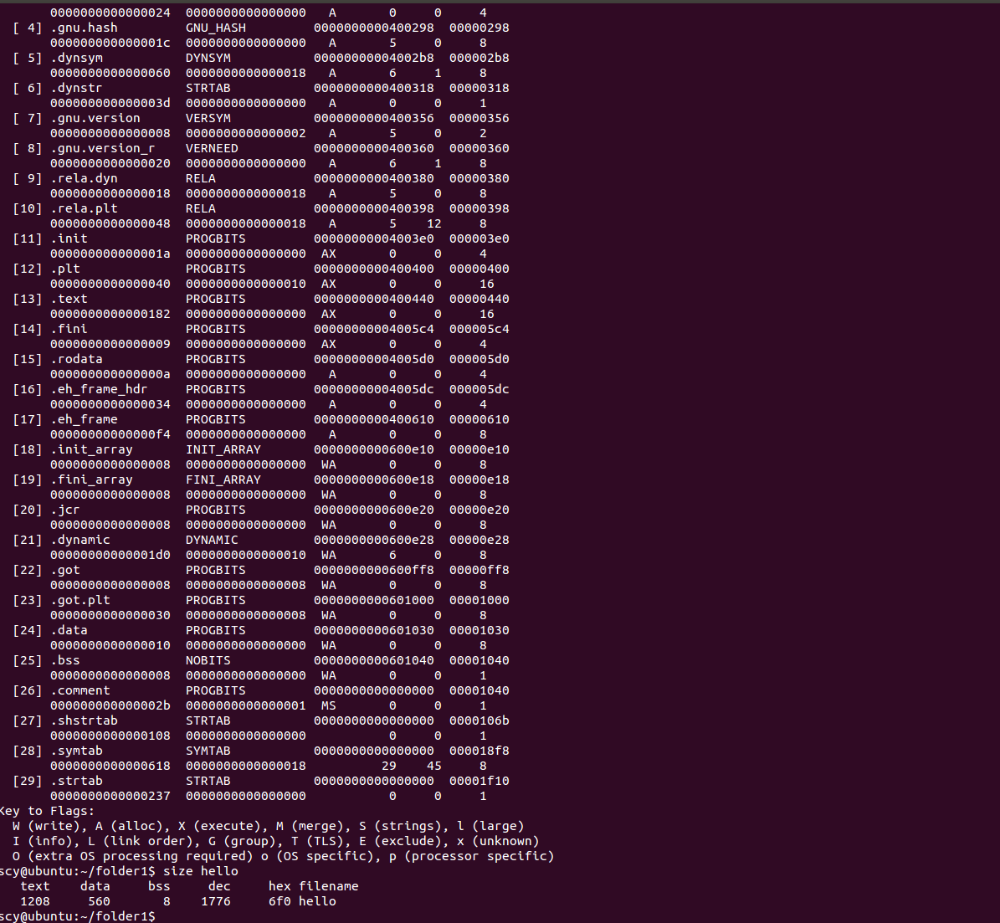 0000000000000024  0000000000000000   A       0     0     4
  [ 4] .gnu.hash         GNU_HASH         0000000000400298  00000298
       000000000000001c  0000000000000000   A       5     0     8
  [ 5] .dynsym           DYNSYM           00000000004002b8  000002b8
       0000000000000060  0000000000000018   A       6     1     8
  [ 6] .dynstr           STRTAB           0000000000400318  00000318
       000000000000003d  0000000000000000   A       0     0     1
  [ 7] .gnu.version      VERSYM           0000000000400356  00000356
       0000000000000008  0000000000000002   A       5     0     2
  [ 8] .gnu.version_r    VERNEED          0000000000400360  00000360
       0000000000000020  0000000000000000   A       6     1     8
  [ 9] .rela.dyn         RELA             0000000000400380  00000380
       0000000000000018  0000000000000018   A       5     0     8
  [10] .rela.plt         RELA             0000000000400398  00000398
       0000000000000048  0000000000000018   A       5    12     8
  [11] .init             PROGBITS         00000000004003e0  000003e0
       000000000000001a  0000000000000000  AX       0     0     4
  [12] .plt              PROGBITS         0000000000400400  00000400
       0000000000000040  0000000000000010  AX       0     0     16
  [13] .text             PROGBITS         0000000000400440  00000440
       0000000000000182  0000000000000000  AX       0     0     16
  [14] .fini             PROGBITS         00000000004005c4  000005c4
       0000000000000009  0000000000000000  AX       0     0     4
  [15] .rodata           PROGBITS         00000000004005d0  000005d0
       000000000000000a  0000000000000000   A       0     0     4
  [16] .eh_frame_hdr     PROGBITS         00000000004005dc  000005dc
       0000000000000034  0000000000000000   A       0     0     4
  [17] .eh_frame         PROGBITS         0000000000400610  00000610
       00000000000000f4  0000000000000000   A       0     0     8
  [18] .init_array       INIT_ARRAY       0000000000600e10  00000e10
       0000000000000008  0000000000000000  WA       0     0     8
  [19] .fini_array       FINI_ARRAY       0000000000600e18  00000e18
       0000000000000008  0000000000000000  WA       0     0     8
  [20] .jcr              PROGBITS         0000000000600e20  00000e20
       0000000000000008  0000000000000000  WA       0     0     8
  [21] .dynamic          DYNAMIC          0000000000600e28  00000e28
       00000000000001d0  0000000000000010  WA       6     0     8
  [22] .got              PROGBITS         0000000000600ff8  00000ff8
       0000000000000008  0000000000000008  WA       0     0     8
  [23] .got.plt          PROGBITS         0000000000601000  00001000
       0000000000000030  0000000000000008  WA       0     0     8
  [24] .data             PROGBITS         0000000000601030  00001030
       0000000000000010  0000000000000000  WA       0     0     8
  [25] .bss              NOBITS           0000000000601040  00001040
       0000000000000008  0000000000000000  WA       0     0     1
  [26] .comment          PROGBITS         0000000000000000  00001040
       000000000000002b  0000000000000001  MS       0     0     1
  [27] .shstrtab         STRTAB           0000000000000000  0000106b
       0000000000000108  0000000000000000           0     0     1
  [28] .symtab           SYMTAB           0000000000000000  000018f8
       0000000000000618  0000000000000018          29    45     8
  [29] .strtab           STRTAB           0000000000000000  00001f10
       0000000000000237  0000000000000000           0     0     1
Key to Flags:
  W (write), A (alloc), X (execute), M (merge), S (strings), l (large)
  I (info), L (link order), G (group), T (TLS), E (exclude), x (unknown)
  O (extra OS processing required) o (OS specific), p (processor specific)
scy@ubuntu:~/folder1$ size hello
   text    data     bss     dec     hex filename
   1208     560       8    1776     6f0 hello
scy@ubuntu:~/folder1$